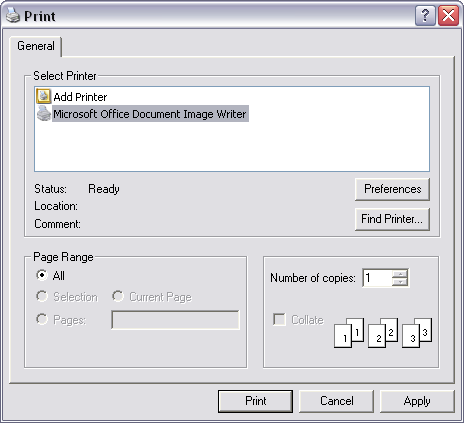 Print
General
Select Printer
Add Printer
Microsoft Office Document Image Writer
Status: Ready
Location:
Comment:
Preferences
Find Printer...
Page Range
All
Selection Current Page
Pages:
Number of copies: 1
Collate
1 1 2 2 3 3
Print Cancel Apply